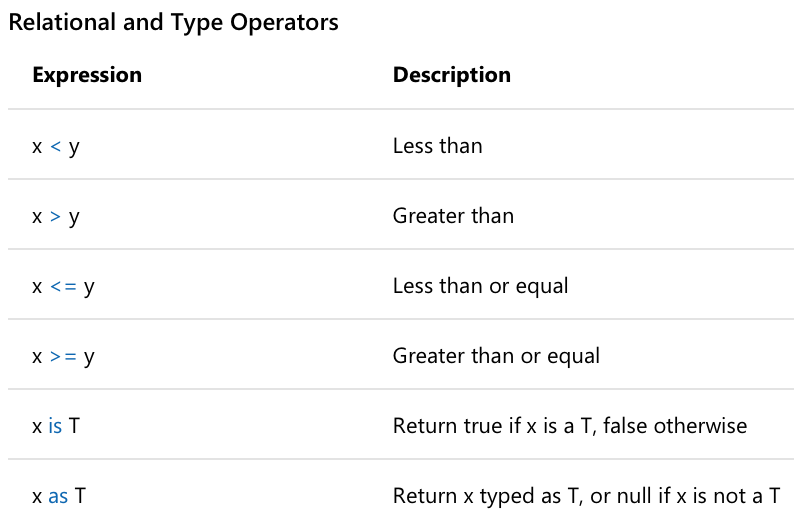 Relational and Type Operators
Expression Description
x < y Less than
x > y Greater than
x <= y Less than or equal
x >= y Greater than or equal
x is T Return true if x is a T, false otherwise
x as T Return x typed as T, or null if x is not a T